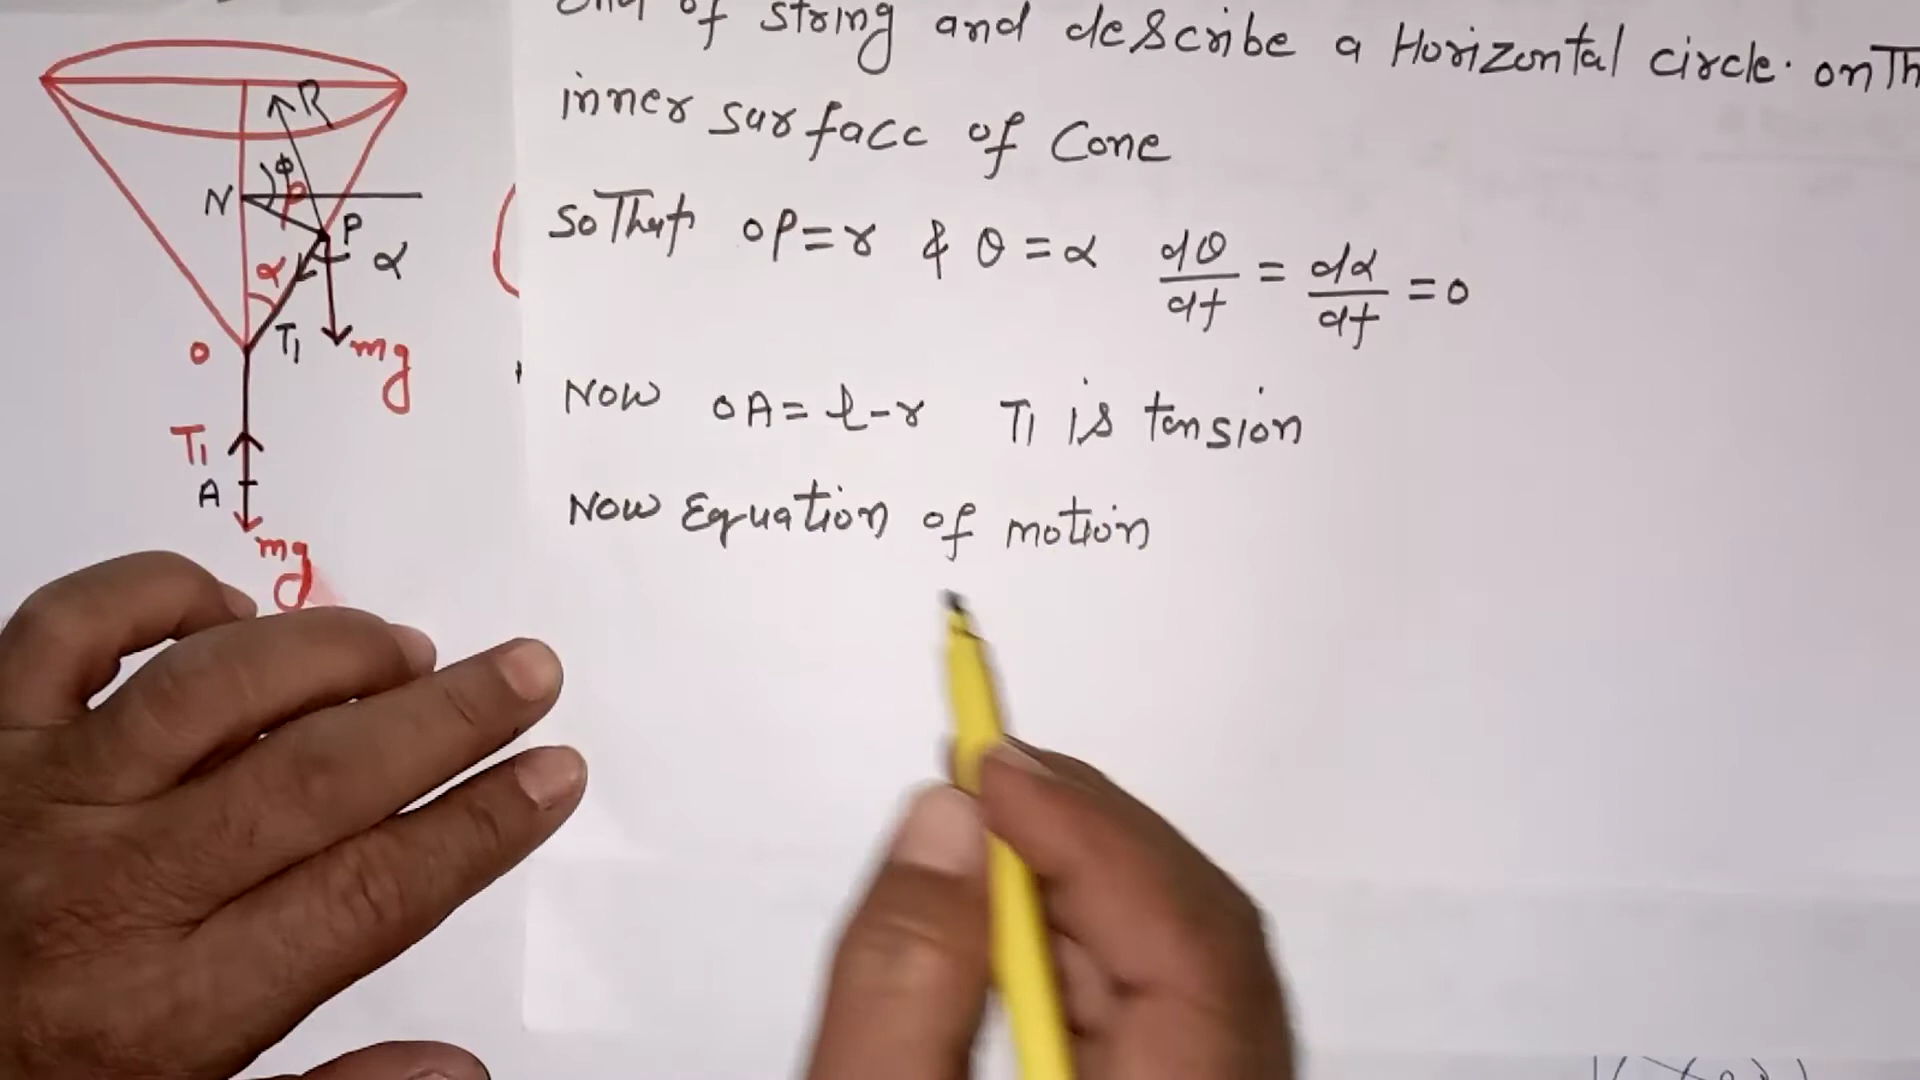 R
φ
N
P
P
α
α
T1
O
mg
T1
A
mg
of string and describe a Horizontal circle. on Th
inner surface of Cone
So That OP=r & θ=α dθ/dt = dα/dt = 0
Now OA=l-r T1 is tension
Now Equation of motion